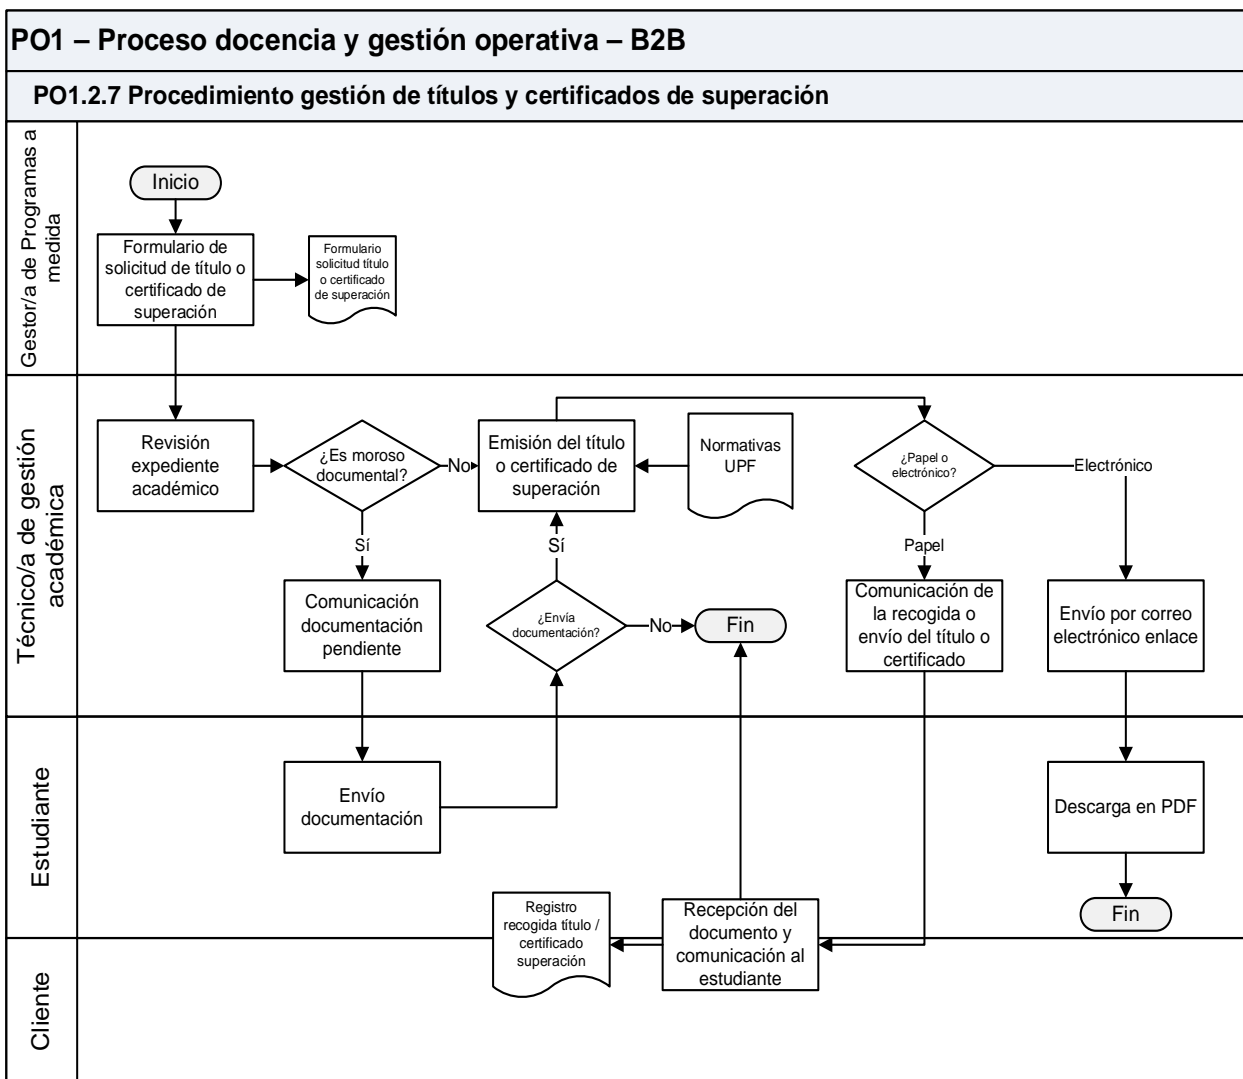 PO1 – Proceso docencia y gestión operativa – B2B
PO1.2.7 Procedimiento gestión de títulos y certificados de superación
Gestor/a de Programas a
medida
Inicio
Formulario de
solicitud de título o
certificado de
superación
Formulario
solicitud título
o certificado
de superación
Técnico/a de gestión
académica
Revisión
expediente
académico
¿Es moroso
documental?
No
Sí
Emisión del título
o certificado de
superación
Normativas
UPF
¿Papel o
electrónico?
Electrónico
Papel
Comunicación
documentación
pendiente
Sí
¿Envía
documentación?
No
Fin
Comunicación de
la recogida o
envío del título o
certificado
Envío por correo
electrónico enlace
Estudiante
Envío
documentación
Descarga en PDF
Fin
Registro
recogida título /
certificado
superación
Recepción del
documento y
comunicación al
estudiante
Cliente